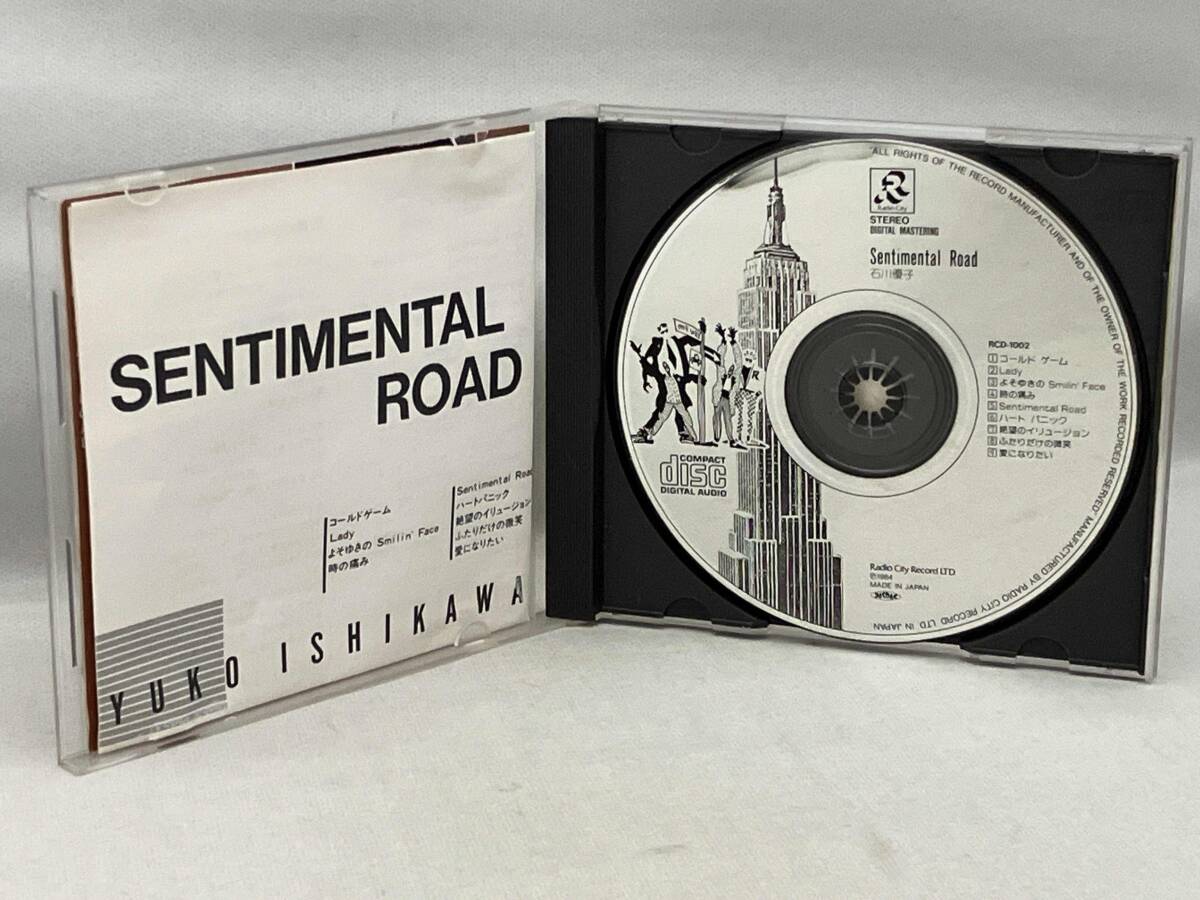 SENTIMENTAL
ROAD
コールドゲーム
Lady
よそゆきの Smilin' Face
時の痛み
Sentimental Road
ハートパニック
絶望のイリュージョン
ふたりだけの微笑
愛になりたい
YUKO ISHIKAWA
"ALL RIGHTS OF THE RECORD MANUFACTURER AND OF THE OWNER OF THE WORK RECORDED RESERVED" MANUFACTURED BY RADIO CITY RECORD LTD IN JAPAN
R
Radio City
STEREO
DIGITAL MASTERING
Sentimental Road
石川優子
RCD-1002
1 コールド ゲーム
2 Lady
3 よそゆきの Smilin' Face
4 時の痛み
5 Sentimental Road
6 ハート パニック
7 絶望のイリュージョン
8 ふたりだけの微笑
9 愛になりたい
COMPACT
disc
DIGITAL AUDIO
Radio City Record LTD
℗1984
MADE IN JAPAN